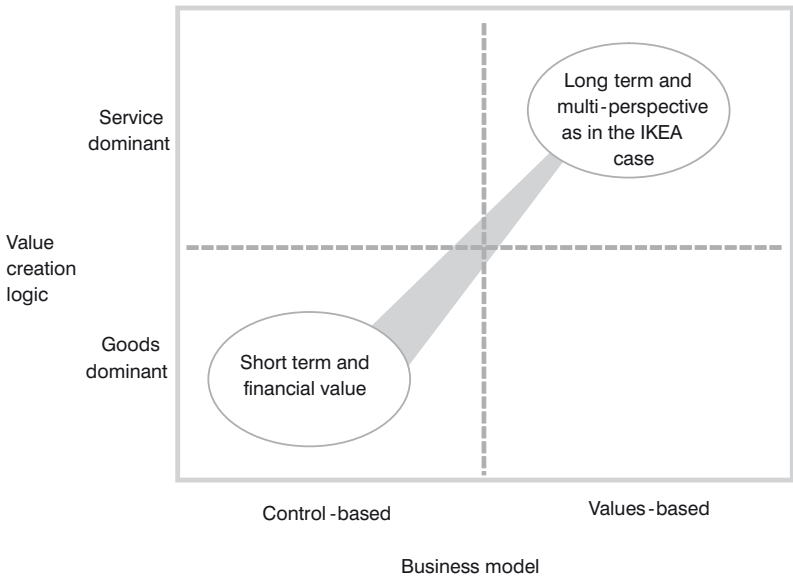 Service
dominant
Long term and
multi-perspective
as in the IKEA
case
Value
creation
logic
Goods
dominant
Short term and
financial value
Control-based
Values-based
Business model